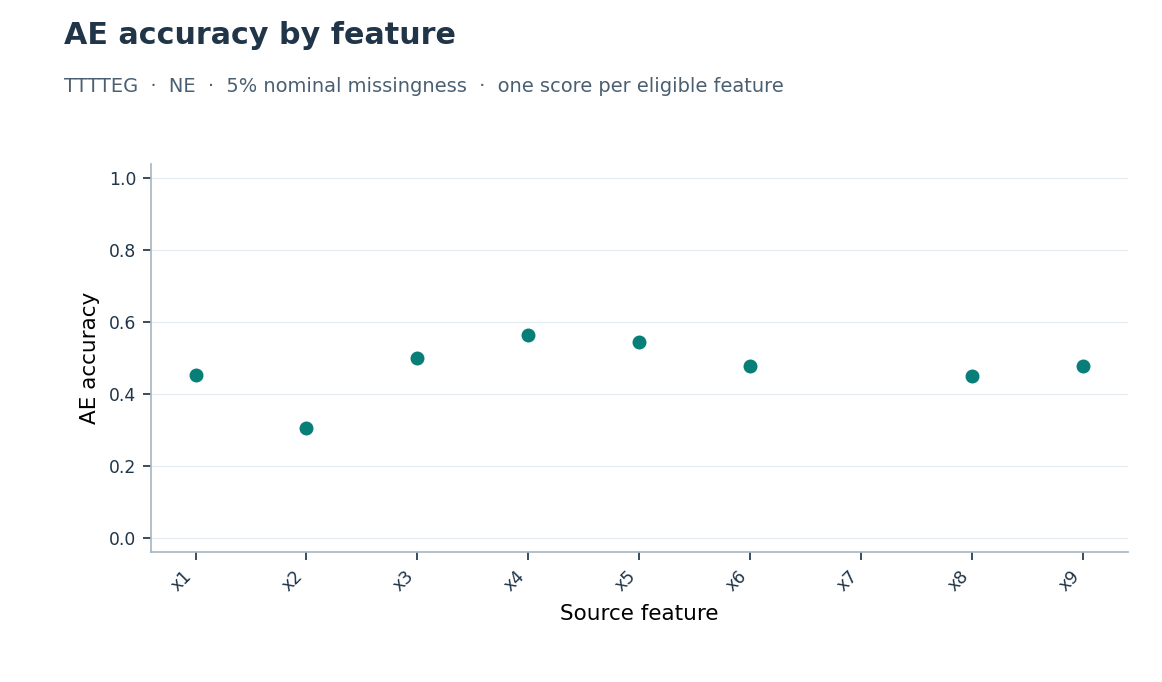 AE accuracy by feature
TTTTEG · NE · 5% nominal missingness · one score per eligible feature
1.0
0.8
0.6
0.4
0.2
0.0
AE accuracy
x1 x2 x3 x4 x5 x6 x7 x8 x9
Source feature